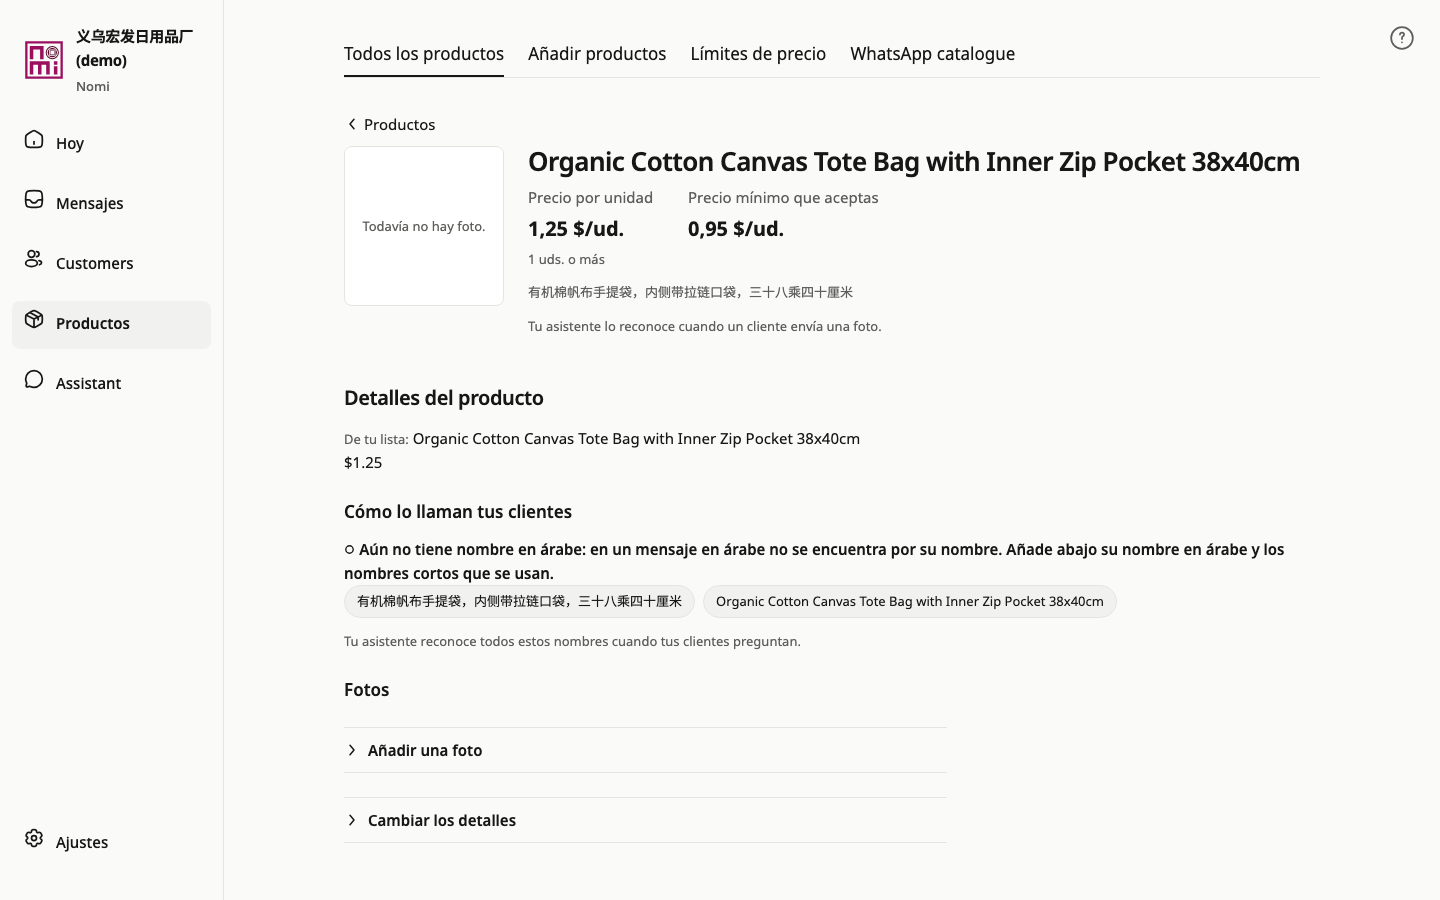 义乌宏发日用品厂
(demo)
Nomi
Hoy
Mensajes
Customers
Productos
Assistant
Ajustes
Todos los productos
Añadir productos
Límites de precio
WhatsApp catalogue
Productos
Todavía no hay foto.
Organic Cotton Canvas Tote Bag with Inner Zip Pocket 38x40cm
Precio por unidad
Precio mínimo que aceptas
1,25 $/ud.
0,95 $/ud.
1 uds. o más
有机棉帆布手提袋，内侧带拉链口袋，三十八乘四十厘米
Tu asistente lo reconoce cuando un cliente envía una foto.
Detalles del producto
De tu lista: Organic Cotton Canvas Tote Bag with Inner Zip Pocket 38x40cm
$1.25
Cómo lo llaman tus clientes
Aún no tiene nombre en árabe: en un mensaje en árabe no se encuentra por su nombre. Añade abajo su nombre en árabe y los
nombres cortos que se usan.
有机棉帆布手提袋，内侧带拉链口袋，三十八乘四十厘米
Organic Cotton Canvas Tote Bag with Inner Zip Pocket 38x40cm
Tu asistente reconoce todos estos nombres cuando tus clientes preguntan.
Fotos
Añadir una foto
Cambiar los detalles